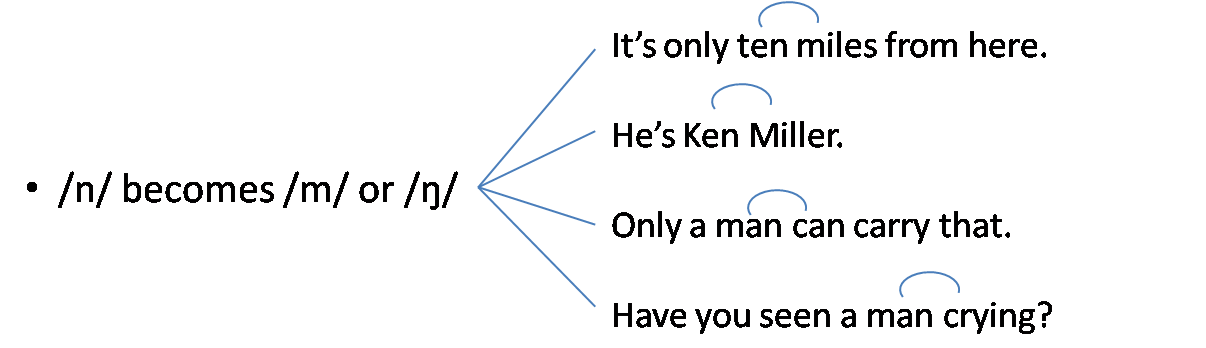 It's only ten miles from here.
He's Ken Miller.
• /n/ becomes /m/ or /ŋ/
Only a man can carry that.
Have you seen a man crying?